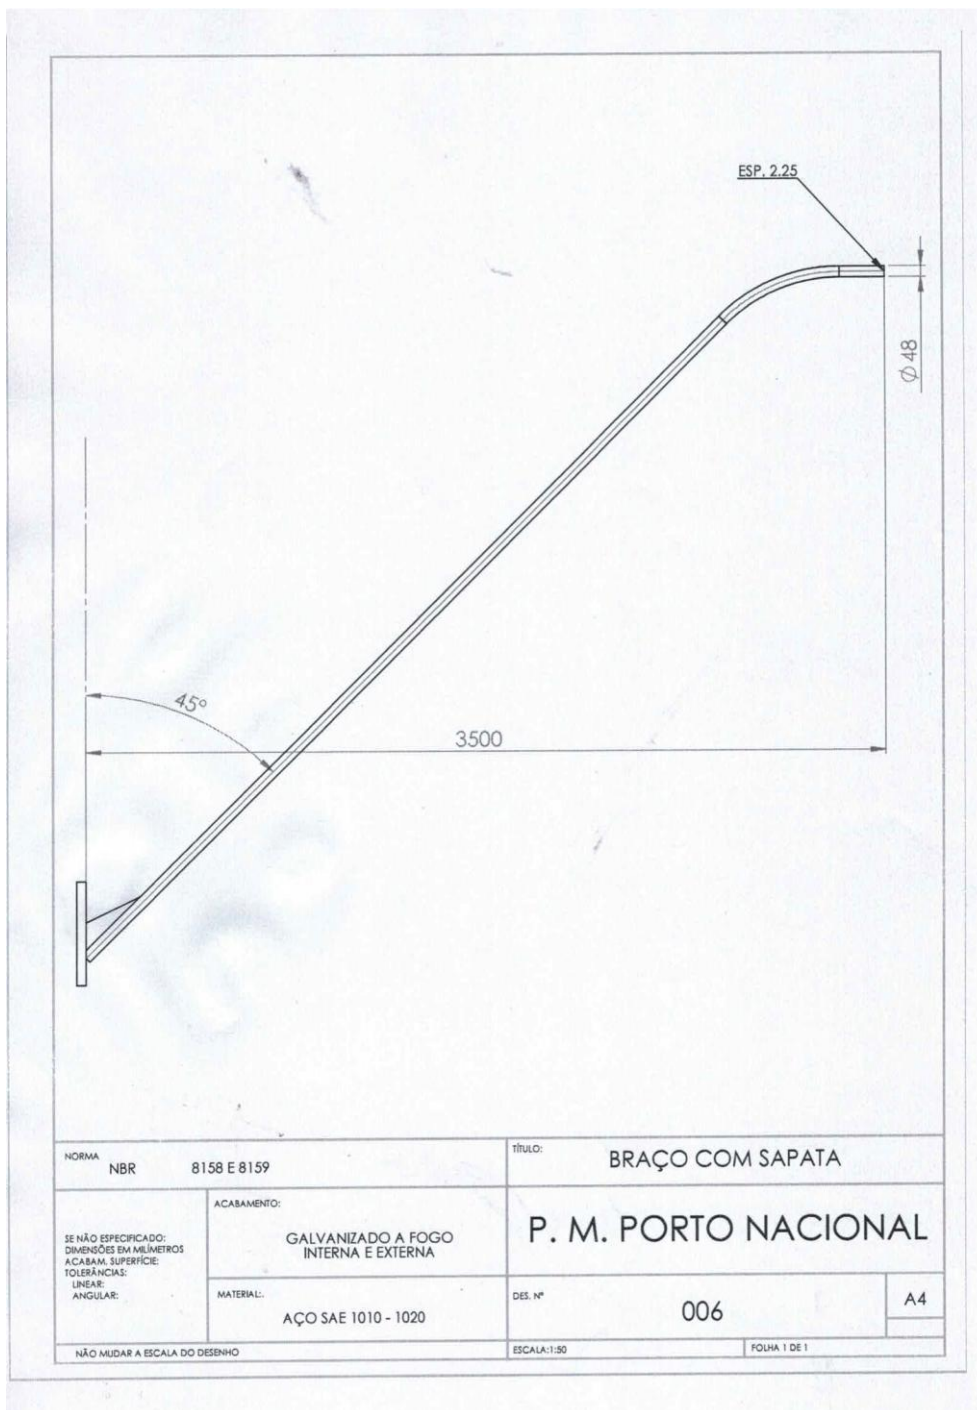 ESP. 2.25
Ø 48
45°
3500
NORMA
NBR 8158 E 8159
TÍTULO:
BRAÇO COM SAPATA
SE NÃO ESPECIFICADO:
DIMENSÕES EM MILÍMETROS
ACABAM. SUPERFÍCIE:
TOLERÂNCIAS:
LINEAR:
ANGULAR:
ACABAMENTO:
GALVANIZADO A FOGO
INTERNA E EXTERNA
P. M. PORTO NACIONAL
MATERIAL:.
AÇO SAE 1010 - 1020
DES. Nº
006
A4
NÃO MUDAR A ESCALA DO DESENHO
ESCALA:1:50
FOLHA 1 DE 1